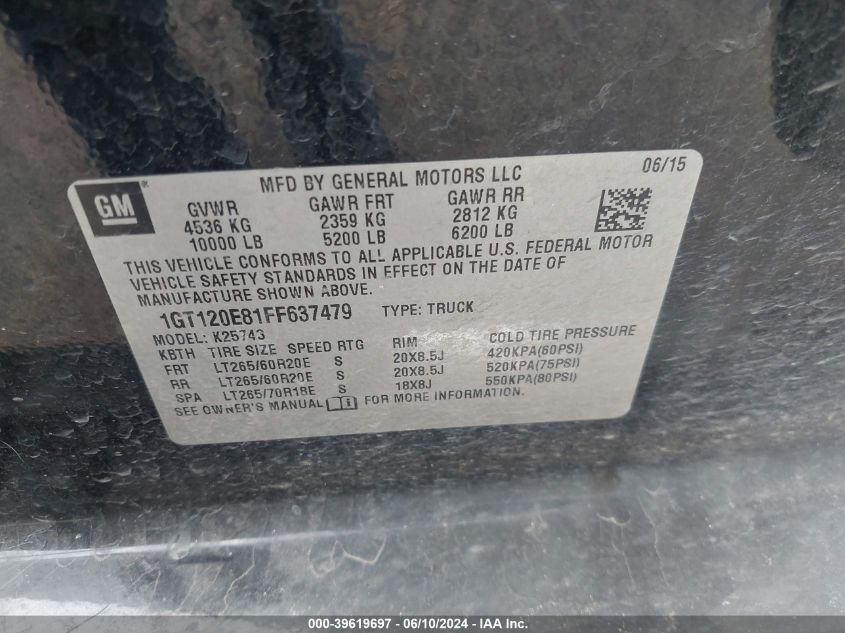 GM
MFD BY GENERAL MOTORS LLC
06/15
GVWR GAWR FRT GAWR RR
4536 KG 2359 KG 2812 KG
10000 LB 5200 LB 6200 LB
THIS VEHICLE CONFORMS TO ALL APPLICABLE U.S. FEDERAL MOTOR
VEHICLE SAFETY STANDARDS IN EFFECT ON THE DATE OF
MANUFACTURE SHOWN ABOVE.
1GT120E81FF637479 TYPE: TRUCK
MODEL: K25743
KBTH TIRE SIZE SPEED RTG RIM COLD TIRE PRESSURE
FRT LT265/60R20E S 20X8.5J 420KPA(60PSI)
RR LT265/60R20E S 20X8.5J 520KPA(75PSI)
SPA LT265/70R18E S 18X8J 550KPA(80PSI)
SEE OWNER'S MANUAL FOR MORE INFORMATION.
000-39619697 - 06/10/2024 - IAA Inc.